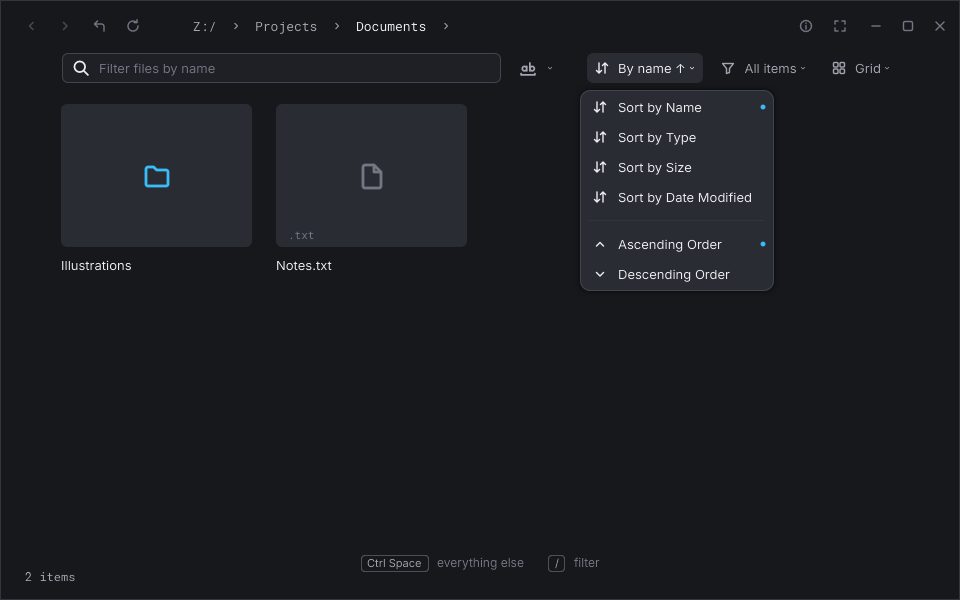 Z:/ Projects Documents
Filter files by name
ab
By name ↑
All items
Grid
Sort by Name
Sort by Type
Sort by Size
Sort by Date Modified
Ascending Order
Descending Order
.txt
Illustrations
Notes.txt
Ctrl Space everything else / filter
2 items